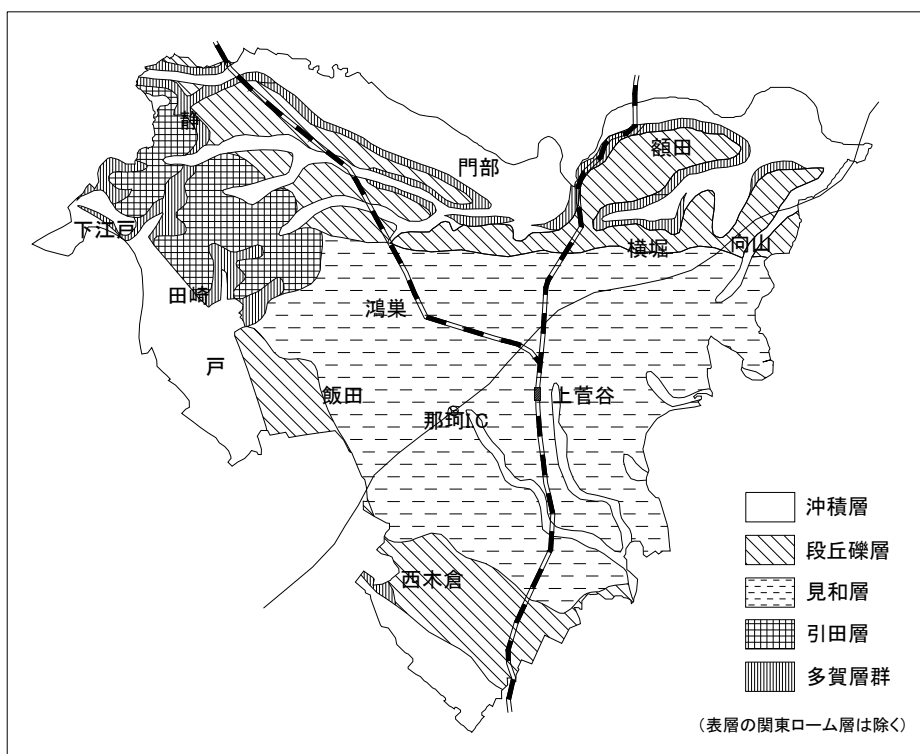 静
額田
門部
下江戸
横堀
向山
田崎
鴻巣
戸
飯田
上菅谷
那珂I.C
西木倉
沖積層
段丘礫層
見和層
引田層
多賀層群
(表層の関東ローム層は除く)